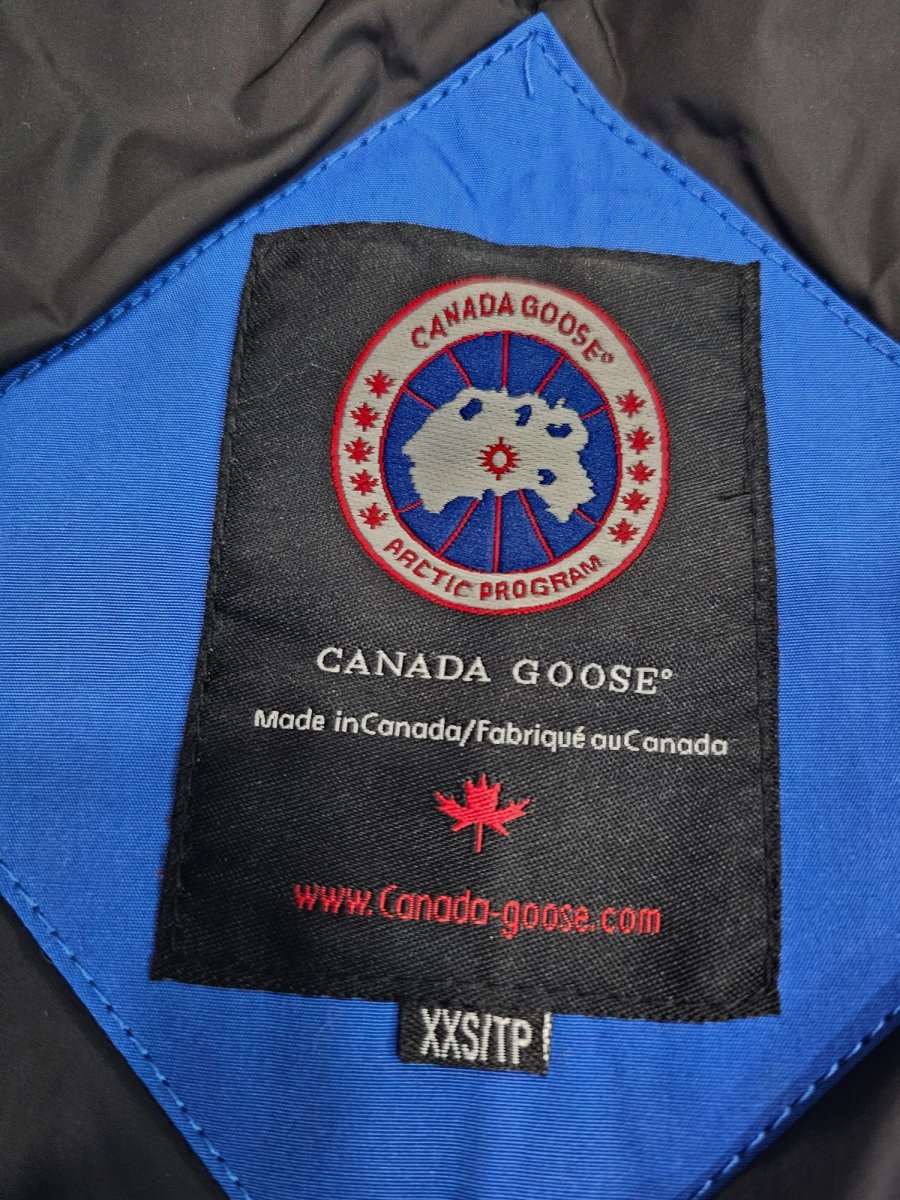 CANADA GOOSE®
ARCTIC PROGRAM
CANADA GOOSE®
Made inCanada/Fabriqué auCanada
www.Canada-goose.com
XXS/TP